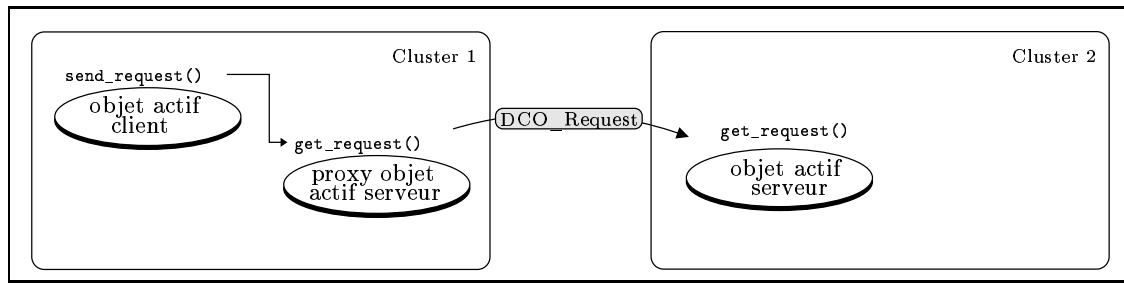 Cluster 1
Cluster 2
send_request()
objet actif
client
get_request()
proxy objet
actif serveur
DCO_Request
get_request()
objet actif
serveur